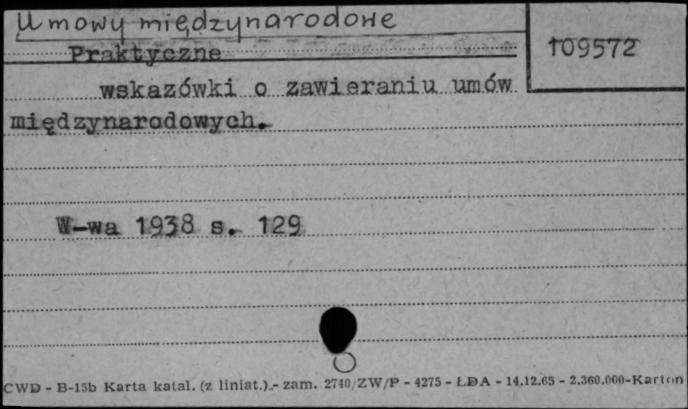 Umowy międzynarodowe
109572
Praktyczne
wskazówki o zawieraniu umów
międzynarodowych.
W-wa 1938 s. 129
CWD - B-15b Karta katal. (z liniat.).- zam. 2740/ZW/P - 4275 - ŁDA - 14.12.65 - 2.360.000-Karton